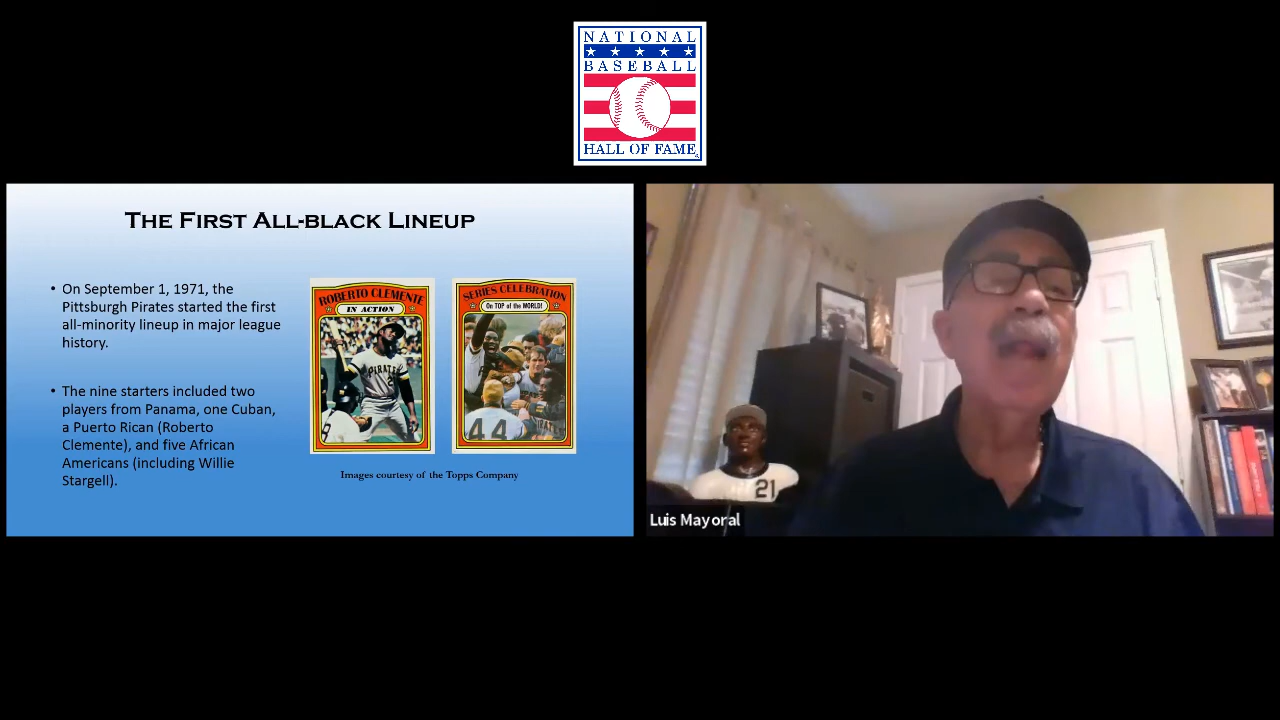 NATIONAL
BASEBALL
HALL OF FAME
THE FIRST ALL-BLACK LINEUP
• On September 1, 1971, the
Pittsburgh Pirates started the first
all-minority lineup in major league
history.
• The nine starters included two
players from Panama, one Cuban,
a Puerto Rican (Roberto
Clemente), and five African
Americans (including Willie
Stargell).
ROBERTO CLEMENTE
IN ACTION
PIRATES
SERIES CELEBRATION
On TOP of the WORLD!
44
Images courtesy of the Topps Company
21
Luis Mayoral